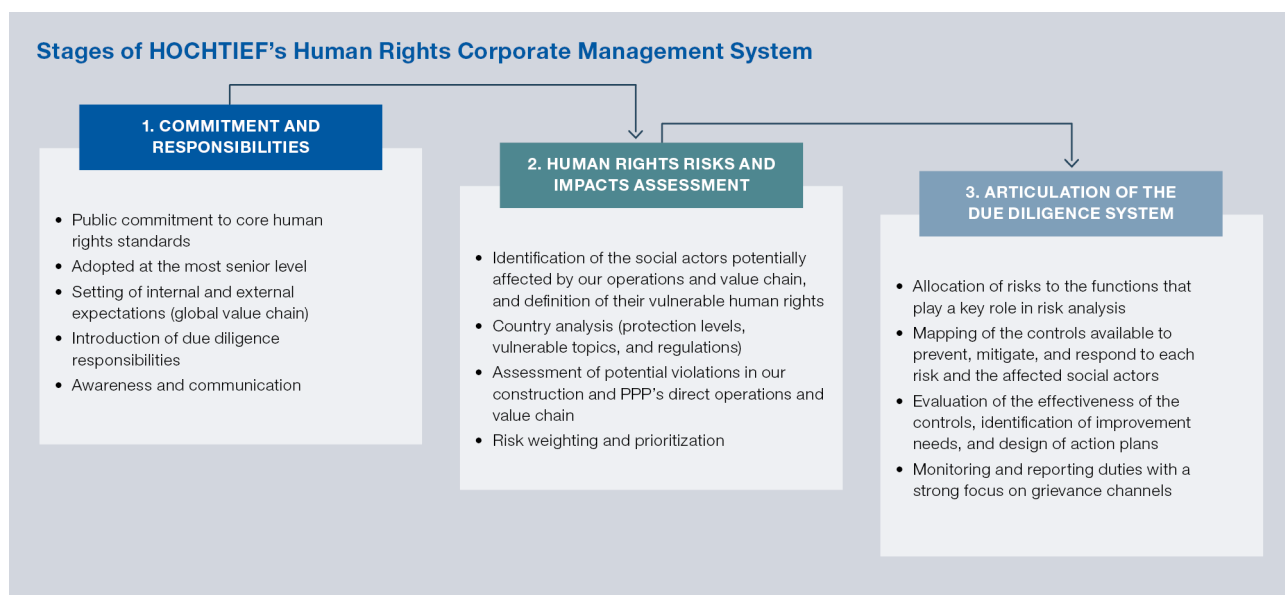 Stages of HOCHTIEF's Human Rights Corporate Management System
1. COMMITMENT AND
RESPONSIBILITIES
• Public commitment to core human
rights standards
• Adopted at the most senior level
• Setting of internal and external
expectations (global value chain)
• Introduction of due diligence
responsibilities
• Awareness and communication
2. HUMAN RIGHTS RISKS AND
IMPACTS ASSESSMENT
• Identification of the social actors potentially
affected by our operations and value chain,
and definition of their vulnerable human rights
• Country analysis (protection levels,
vulnerable topics, and regulations)
• Assessment of potential violations in our
construction and PPP's direct operations and
value chain
• Risk weighting and prioritization
3. ARTICULATION OF THE
DUE DILIGENCE SYSTEM
• Allocation of risks to the functions that
play a key role in risk analysis
• Mapping of the controls available to
prevent, mitigate, and respond to each
risk and the affected social actors
• Evaluation of the effectiveness of the
controls, identification of improvement
needs, and design of action plans
• Monitoring and reporting duties with a
strong focus on grievance channels